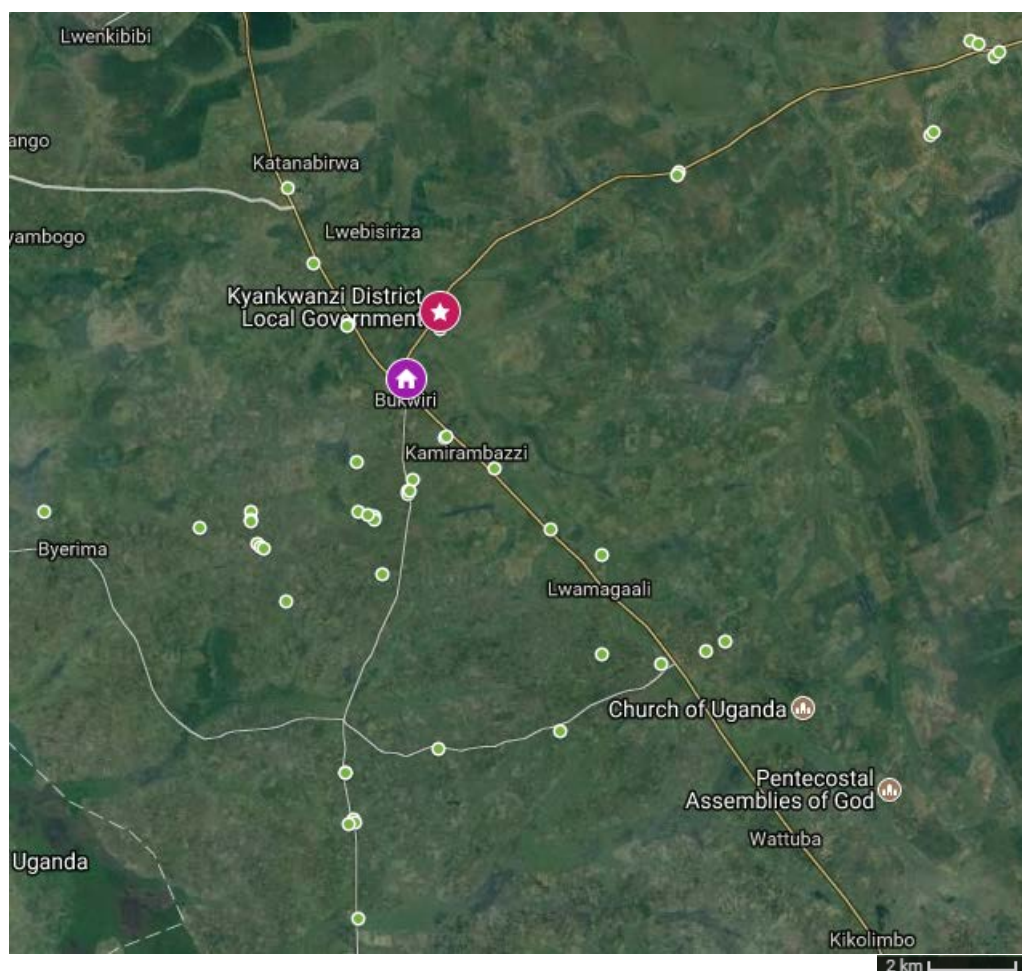 Lwenkibibi
ango
Katanabirwa
yambogo
Lwebisiriza
Kyankwanzi District
Local Government
Bukwiri
Kamirambazzi
Byerima
Lwamagaali
Church of Uganda
Pentecostal
Assemblies of God
Wattuba
Uganda
Kikolimbo
2 km